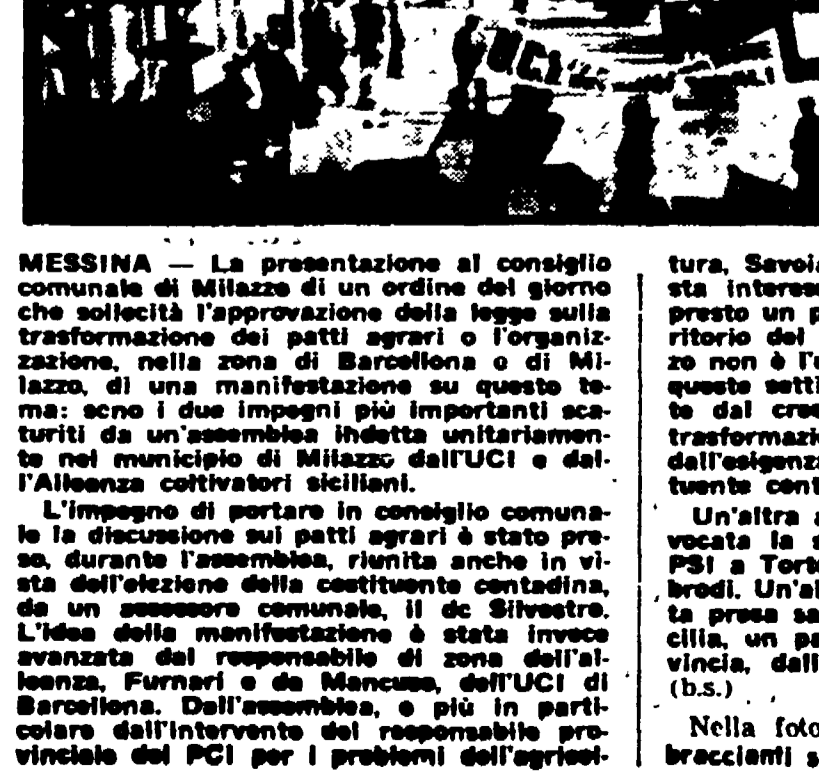 UCI
MESSINA — La presentazione al consiglio
comunale di Milazzo di un ordine del giorno
che sollecità l'approvazione della legge sulla
trasformazione dei patti agrari o l'organiz-
zazione, nella zona di Barcellona o di Mi-
lazzo, di una manifestazione su questo te-
ma: sono i due impegni più importanti sca-
turiti da un'assemblea indetta unitariamen-
te nel municipio di Milazzo dall'UCI e dal-
l'Alleanza coltivatori siciliani.
L'impegno di portare in consiglio comuna-
le la discussione sui patti agrari è stato pre-
so, durante l'assemblea, riunita anche in vi-
sta dell'elezione della costituente contadina,
da un assessore comunale, il dc Silvestro.
L'idea della manifestazione è stata invece
avanzata dal responsabile di zona dell'al-
leanza, Furnari e da Mancuso, dell'UCI di
Barcellona. Dall'assemblea, e più in parti-
colare dall'intervento del responsabile pro-
vinciale del PCI per i problemi dell'agricol-
tura, Savoia
sta interess
presto un p
ritorio del
zo non è l'u
queste setti
te dal cres
trasformazi
dall'esigenza
tuente cont
Un'altra a
vocata la s
PSI a Torto
brodi. Un'al
ta presa sa
cilia, un pa
vincia, dall
(b.s.)
Nella foto
braccianti s